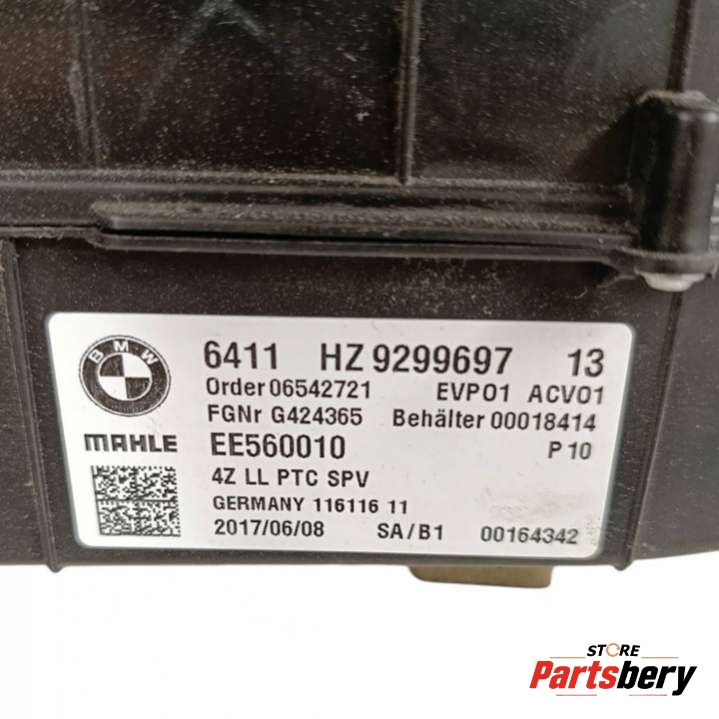 BMW
6411 HZ 9299697 13
Order 06542721 EVP01 ACV01
FGNr G424365 Behälter 00018414
MAHLE EE560010 P 10
4Z LL PTC SPV
GERMANY 116116 11
2017/06/08 SA/B1 00164342
STORE
Partsbery